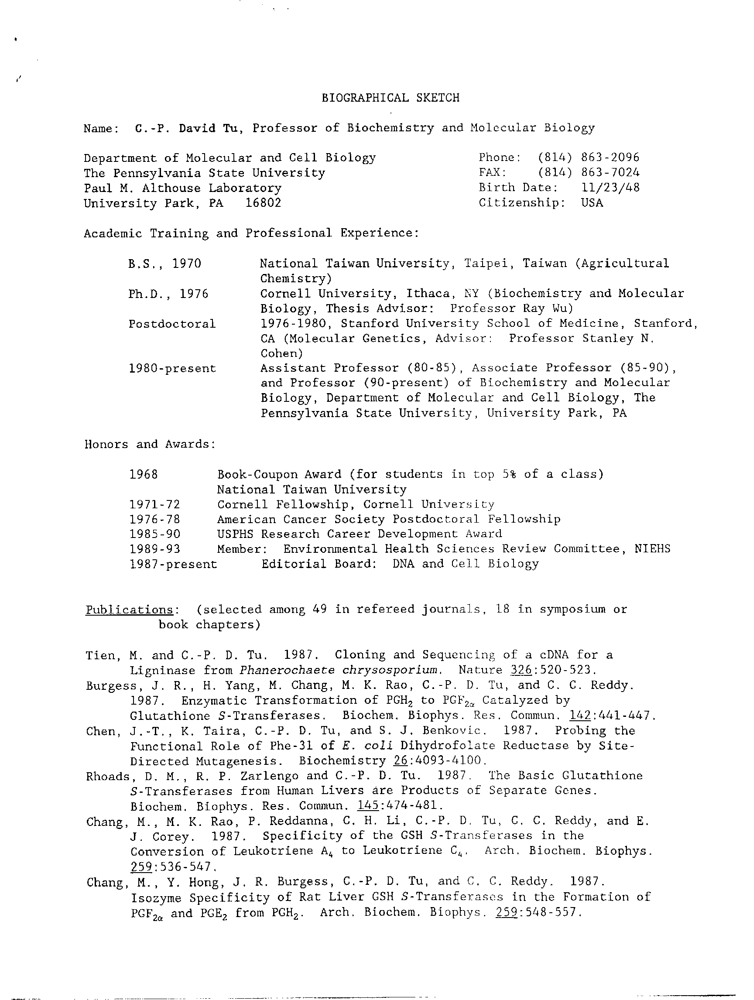 BIOGRAPHICAL SKETCH
Name: C.-P. David Tu, Professor of Biochemistry and Molecular Biology
Department of Molecular and Cell Biology Phone: (814) 863-2096
The Pennsylvania State University FAX: (814) 863-7024
Paul M. Althouse Laboratory Birth Date: 11/23/48
University Park, PA 16802 Citizenship: USA
Academic Training and Professional Experience:
B.S., 1970 National Taiwan University, Taipei, Taiwan (Agricultural
Chemistry)
Ph.D., 1976 Cornell University, Ithaca, NY (Biochemistry and Molecular
Biology, Thesis Advisor: Professor Ray Wu)
Postdoctoral 1976-1980, Stanford University School of Medicine, Stanford,
CA (Molecular Genetics, Advisor: Professor Stanley N.
Cohen)
1980-present Assistant Professor (80-85), Associate Professor (85-90),
and Professor (90-present) of Biochemistry and Molecular
Biology, Department of Molecular and Cell Biology, The
Pennsylvania State University, University Park, PA
Honors and Awards:
1968 Book-Coupon Award (for students in top 5% of a class)
National Taiwan University
1971-72 Cornell Fellowship, Cornell University
1976-78 American Cancer Society Postdoctoral Fellowship
1985-90 USPHS Research Career Development Award
1989-93 Member: Environmental Health Sciences Review Committee, NIEHS
1987-present Editorial Board: DNA and Cell Biology
Publications: (selected among 49 in refereed journals, 18 in symposium or
book chapters)
Tien, M. and C.-P. D. Tu. 1987. Cloning and Sequencing of a cDNA for a
Ligninase from Phanerochaete chrysosporium. Nature 326:520-523.
Burgess, J. R., H. Yang, M. Chang, M. K. Rao, C.-P. D. Tu, and C. C. Reddy.
1987. Enzymatic Transformation of PGH₂ to PGF₂α Catalyzed by
Glutathione S-Transferases. Biochem. Biophys. Res. Commun. 142:441-447.
Chen, J.-T., K. Taira, C.-P. D. Tu, and S. J. Benkovic. 1987. Probing the
Functional Role of Phe-31 of E. coli Dihydrofolate Reductase by Site-
Directed Mutagenesis. Biochemistry 26:4093-4100.
Rhoads, D. M., R. P. Zarlengo and C.-P. D. Tu. 1987. The Basic Glutathione
S-Transferases from Human Livers are Products of Separate Genes.
Biochem. Biophys. Res. Commun. 145:474-481.
Chang, M., M. K. Rao, P. Reddanna, C. H. Li, C.-P. D. Tu, C. C. Reddy, and E.
J. Corey. 1987. Specificity of the GSH S-Transferases in the
Conversion of Leukotriene A₄ to Leukotriene C₄. Arch. Biochem. Biophys.
259:536-547.
Chang, M., Y. Hong, J. R. Burgess, C.-P. D. Tu, and C. C. Reddy. 1987.
Isozyme Specificity of Rat Liver GSH S-Transferases in the Formation of
PGF₂α and PGE₂ from PGH₂. Arch. Biochem. Biophys. 259:548-557.